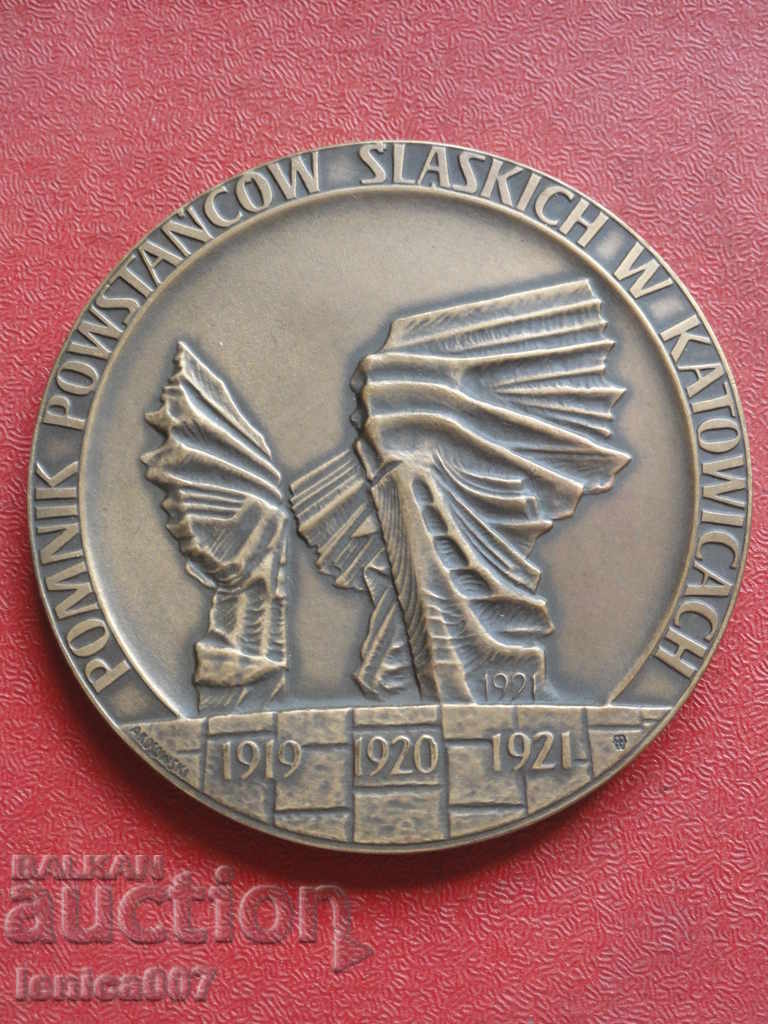 POMNIK POWSTAŃCÓW ŚLĄSKICH W KATOWICACH
1921
1919 1920 1921
BALKAN
auction
lenica007